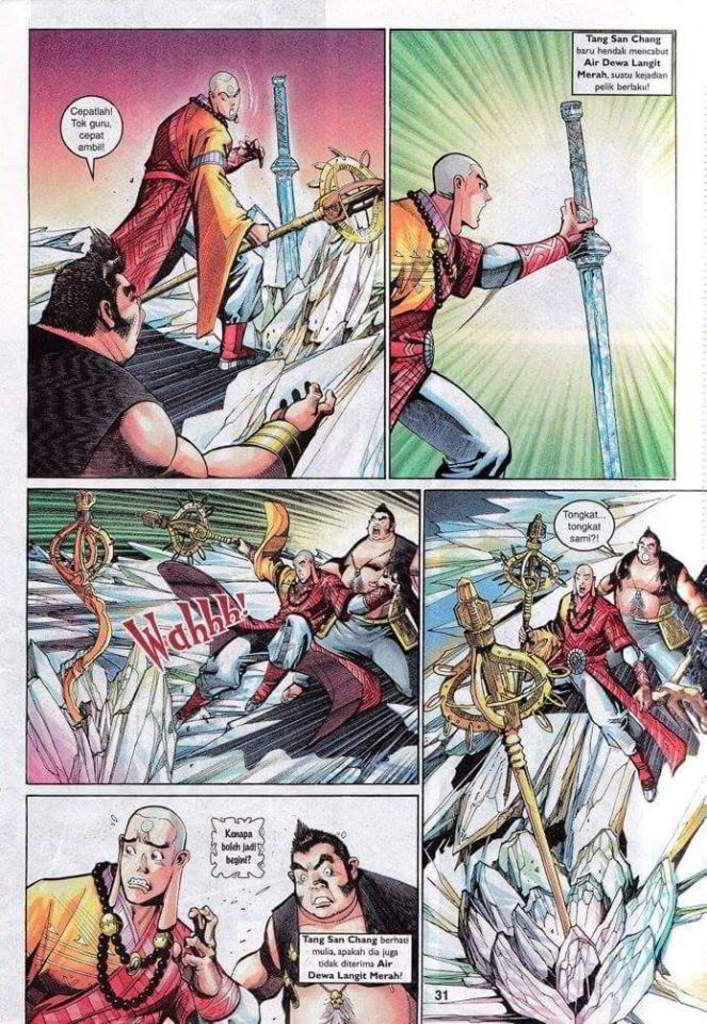 Cepatlah!
Tok guru,
cepat
ambil!
Tang San Chang
baru hendak mencabut
Air Dewa Langit
Merah, suatu kejadian
pelik berlaku!
Wahhh!
Tongkat...
tongkat
sami?!
Kenapa
boleh jadi
begini?
Tang San Chang berhati
mulia, apakah dia juga
tidak diterima Air
Dewa Langit Merah?
31